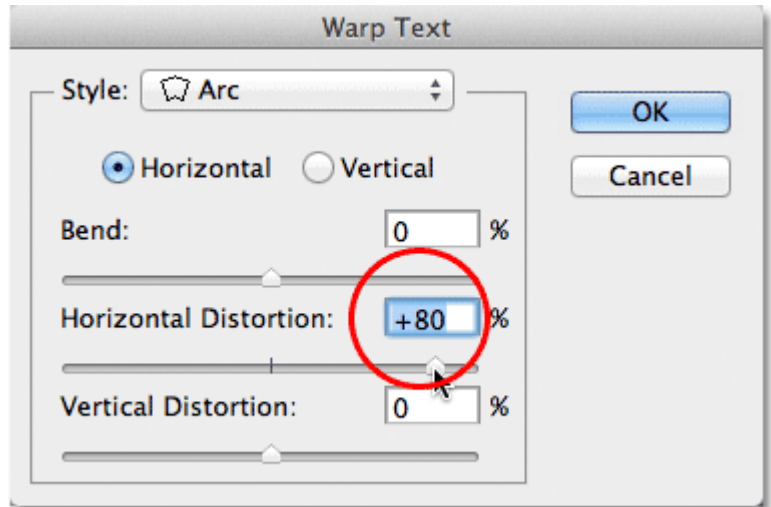 Warp Text
Style: Arc
OK
Horizontal Vertical
Cancel
Bend: 0 %
Horizontal Distortion: +80 %
Vertical Distortion: 0 %